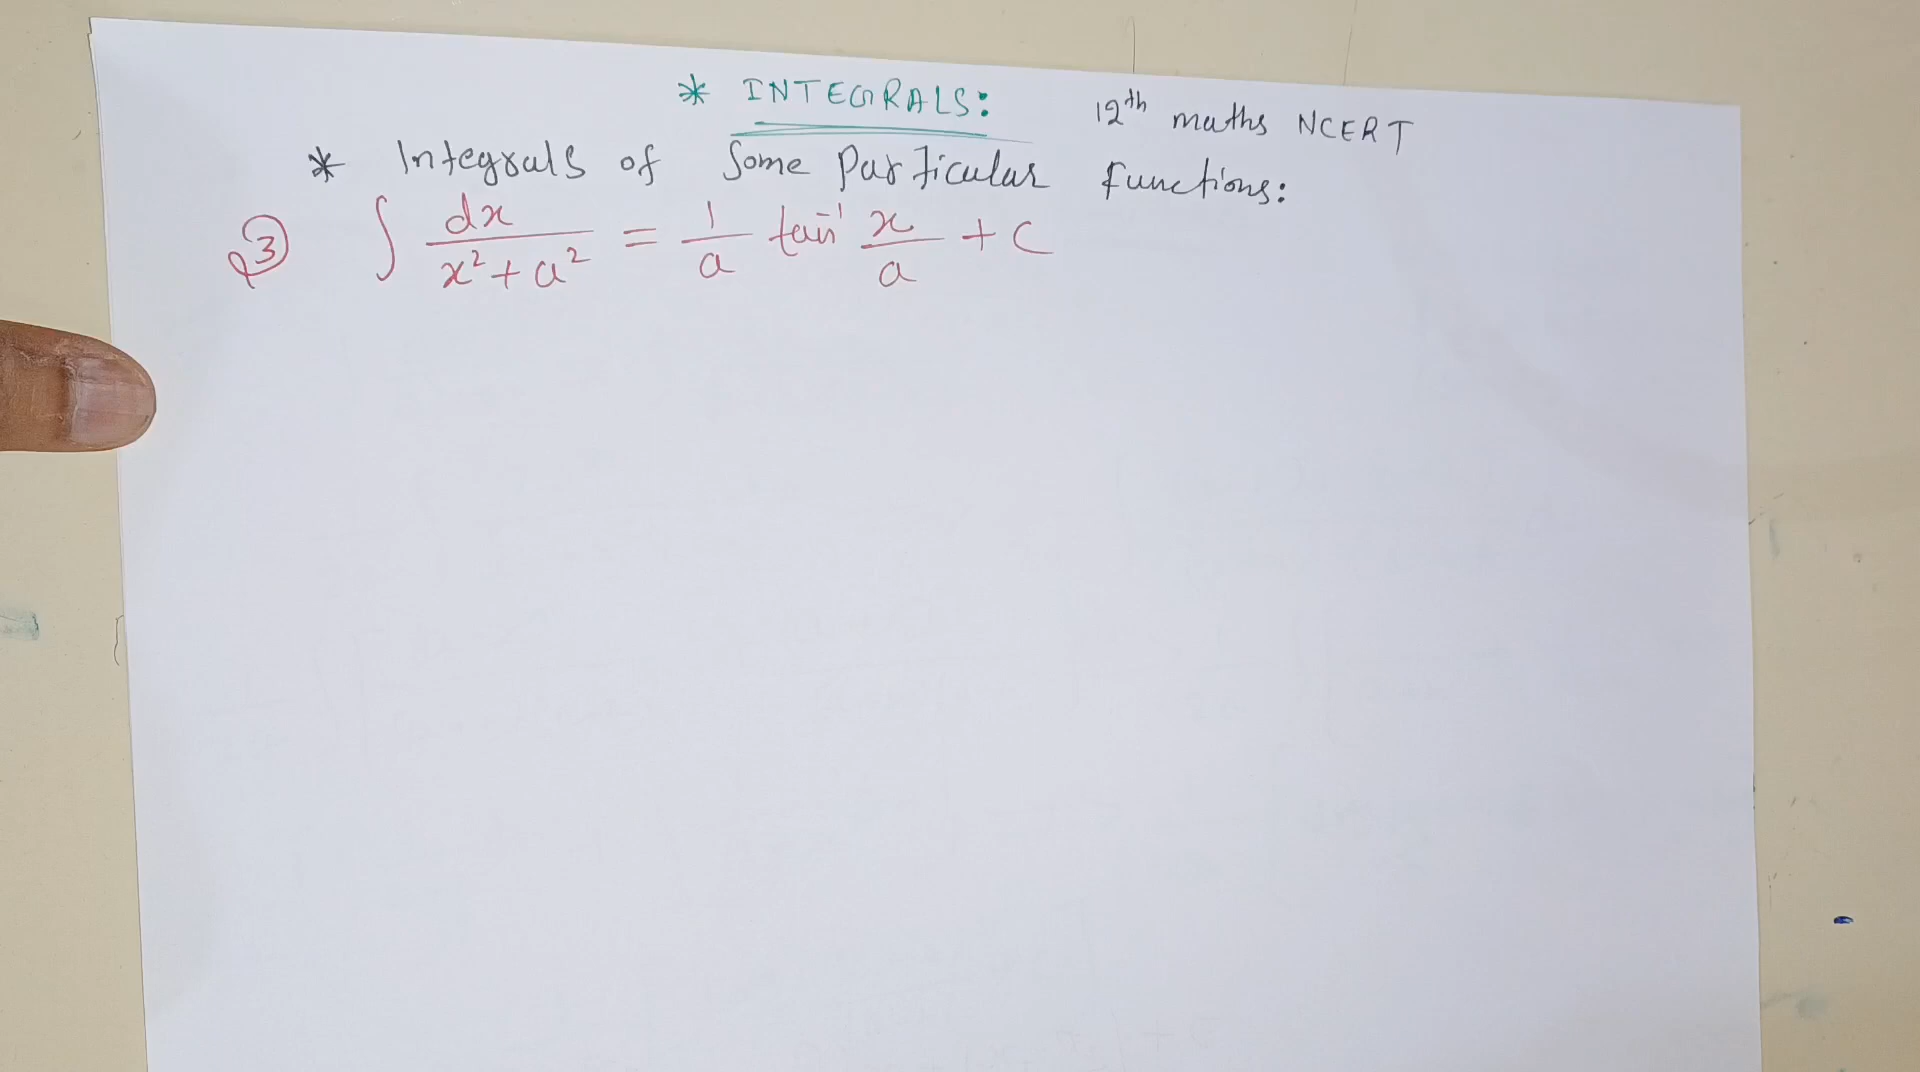 * INTEGRALS: 12th maths NCERT
* Integrals of Some Particular Functions:
③ ∫ dx/(x² + a²) = 1/a tan⁻¹ x/a + C